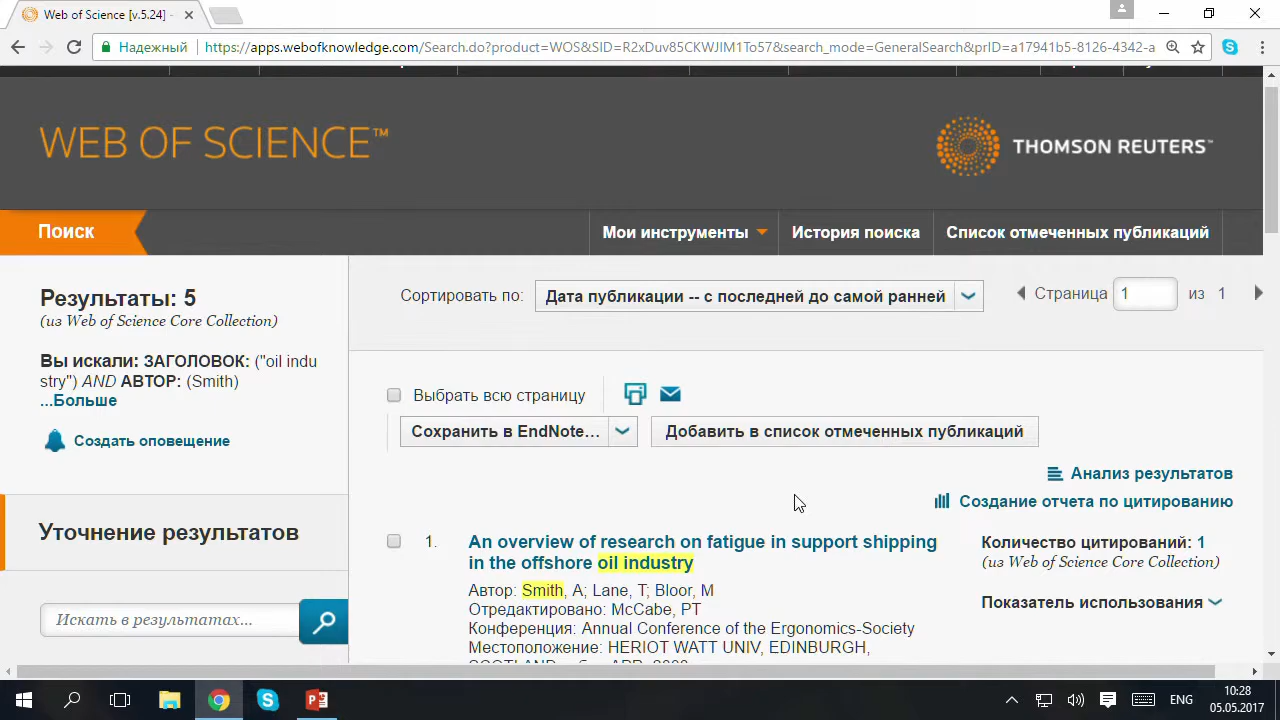 Web of Science [v.5.24] -
Надежный
https://apps.webofknowledge.com/Search.do?product=WOS&SID=R2xDuv85CKWJIM1To57&search_mode=GeneralSearch&prID=a17941b5-8126-4342-a
WEB OF SCIENCE™
THOMSON REUTERS™
Поиск
Мои инструменты
История поиска
Список отмеченных публикаций
Результаты: 5
(из Web of Science Core Collection)
Вы искали: ЗАГОЛОВОК: ("oil indu
stry") AND АВТОР: (Smith)
...Больше
Создать оповещение
Уточнение результатов
Искать в результатах...
Сортировать по:
Дата публикации -- с последней до самой ранней
Страница 1 из 1
Выбрать всю страницу
Сохранить в EndNote...
Добавить в список отмеченных публикаций
Анализ результатов
Создание отчета по цитированию
1.
An overview of research on fatigue in support shipping
in the offshore oil industry
Автор: Smith, A; Lane, T; Bloor, M
Отредактировано: McCabe, PT
Конференция: Annual Conference of the Ergonomics-Society
Местоположение: HERIOT WATT UNIV, EDINBURGH,
Количество цитирований: 1
(из Web of Science Core Collection)
Показатель использования
ENG
10:28
05.05.2017